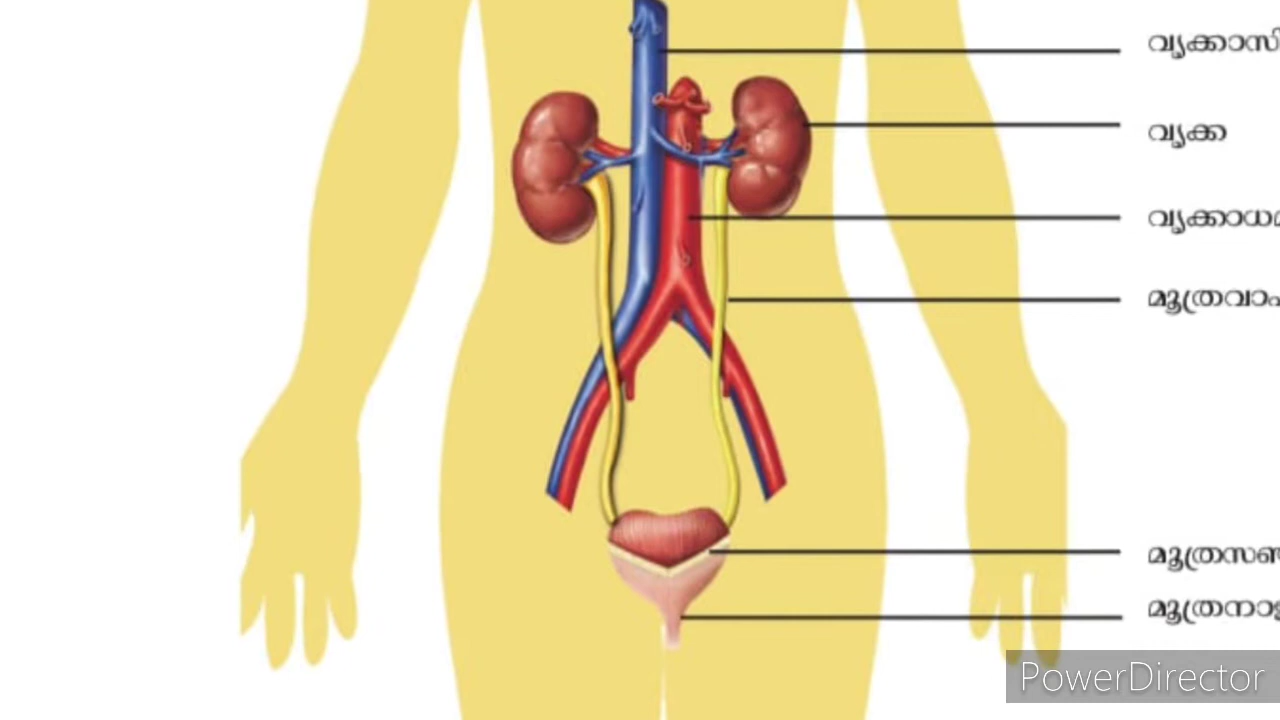 വൃക്കാസി
വൃക്ക
വൃക്കാധമ
മൂത്രവാഹ
മൂത്രസഞ
മൂത്രനാള
PowerDirector